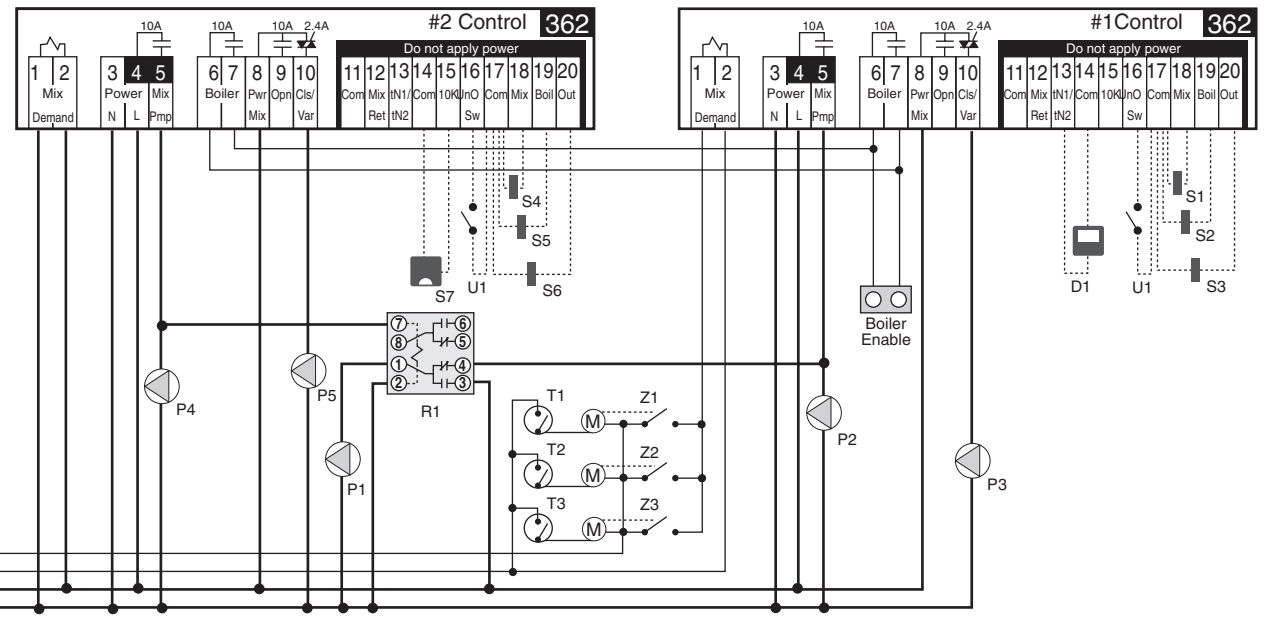 #2 Control 362
10A 10A 10A 2.4A
Do not apply power
1 2 3 4 5 6 7 8 9 10 11 12 13 14 15 16 17 18 19 20
Mix Power Mix Boiler Pwr Opn Cls/ Com Mix tN1/ Com 10K UnO Com Mix Boil Out
Demand N L Pmp Mix Var Ret tN2 Sw
#1Control 362
10A 10A 10A 2.4A
Do not apply power
1 2 3 4 5 6 7 8 9 10 11 12 13 14 15 16 17 18 19 20
Mix Power Mix Boiler Pwr Opn Cls/ Com Mix tN1/ Com 10K UnO Com Mix Boil Out
Demand N L Pmp Mix Var Ret tN2 Sw
S4
S5
S7 U1 S6
S1
S2
D1 U1 S3
Boiler
Enable
7 6
8 5
1 4
2 3
R1
P4
P5
P1
T1 M Z1
T2 M Z2
T3 M Z3
P2
P3